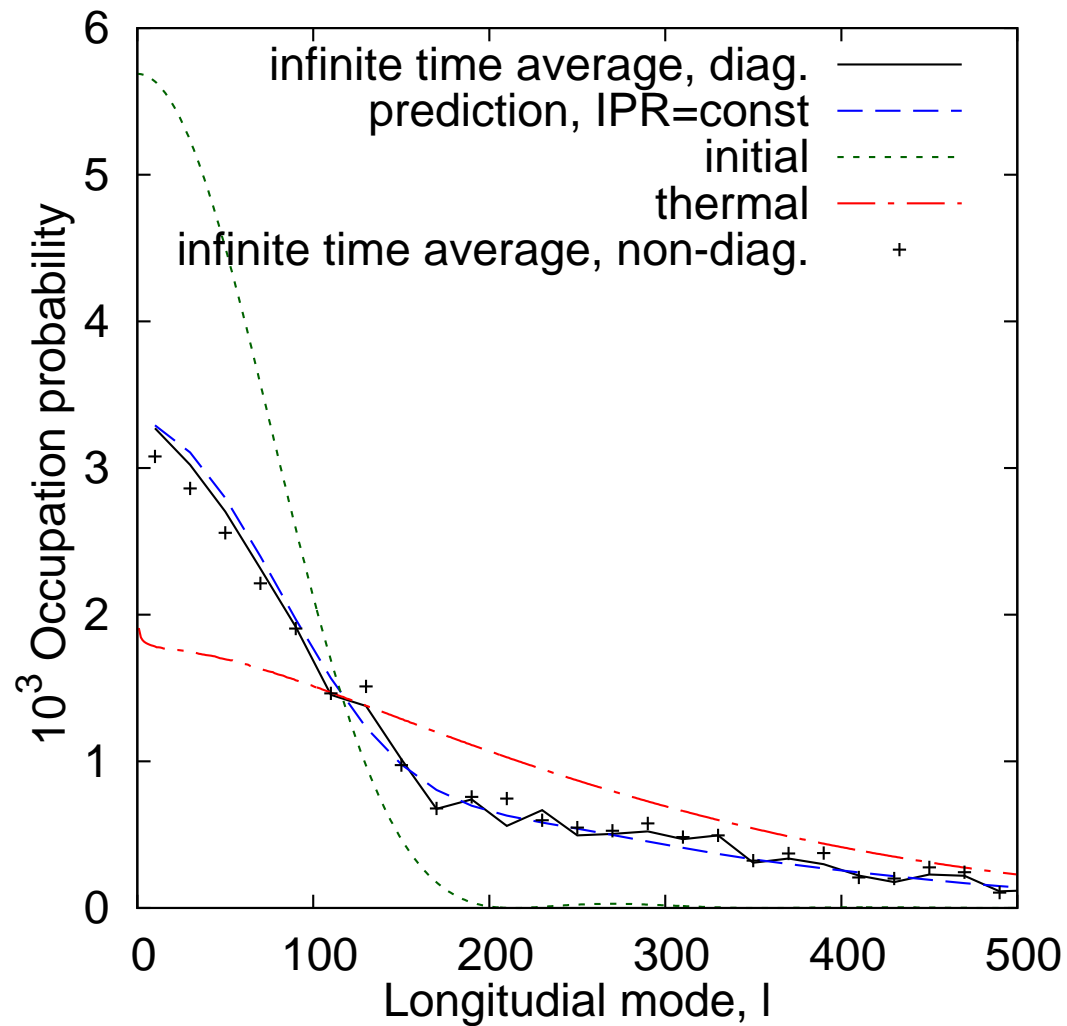 6
infinite time average, diag.
prediction, IPR=const
5
initial
thermal
infinite time average, non-diag.
4
3
2
1
0
10³ Occupation probability
0 100 200 300 400 500
Longitudial mode, l